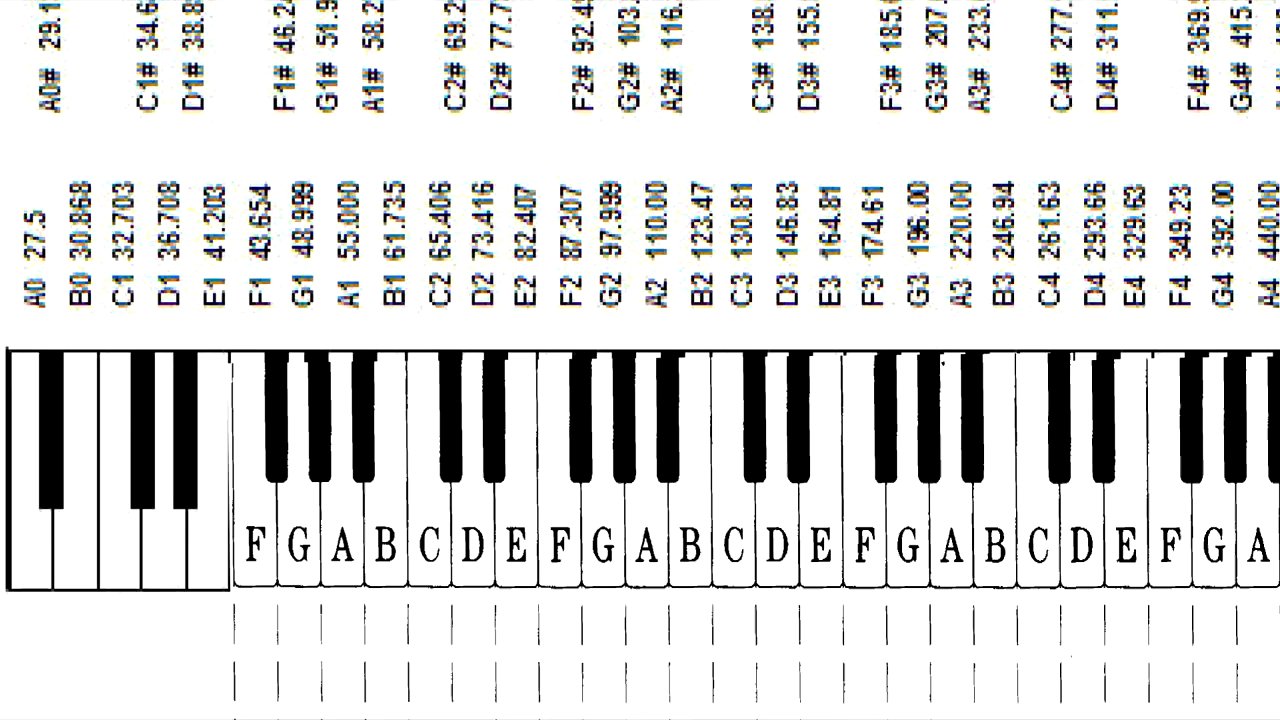 A0# 29.1
C1# 34.6
D1# 38.8
F1# 46.2
G1# 51.9
A1# 58.2
C2# 69.2
D2# 77.7
F2# 92.4
G2# 103.
A2# 116.
C3# 138.
D3# 155.
F3# 185.
G3# 207.
A3# 233.
C4# 277.
D4# 311.
F4# 369.
G4# 415.
A0 27.5
B0 30.868
C1 32.703
D1 36.708
E1 41.203
F1 43.654
G1 48.999
A1 55.000
B1 61.735
C2 65.406
D2 73.416
E2 82.407
F2 87.307
G2 97.999
A2 110.00
B2 123.47
C3 130.81
D3 146.83
E3 164.81
F3 174.61
G3 196.00
A3 220.00
B3 246.94
C4 261.63
D4 293.66
E4 329.63
F4 349.23
G4 392.00
A4 440.00
F G A B C D E F G A B C D E F G A B C D E F G A